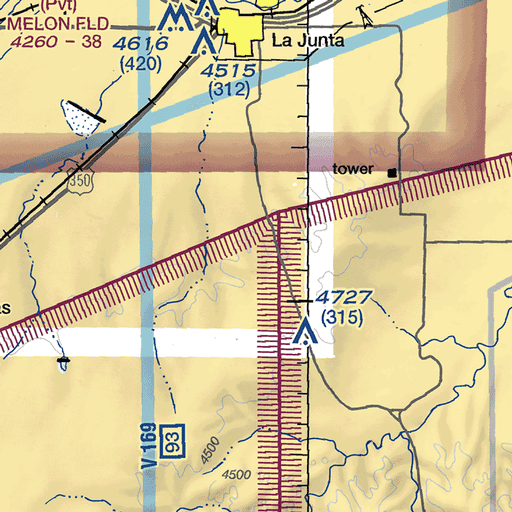 (Pvt)
MELON FLD
4260 - 38
4616
(420)
La Junta
4515
(312)
350
tower
as
4727
(315)
V 169
93
4500
4500